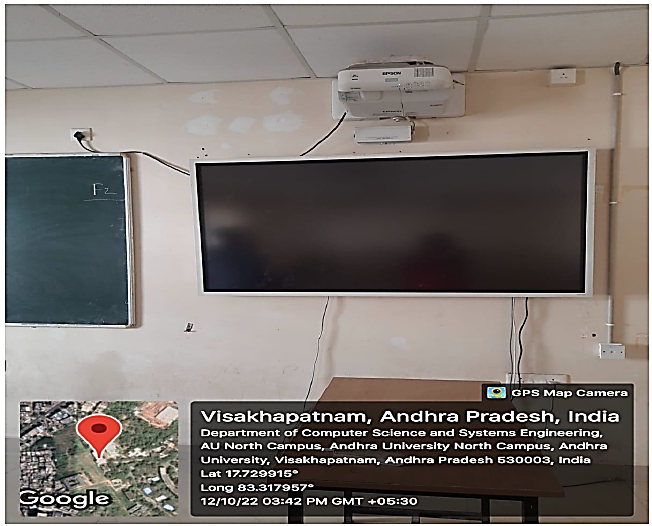 EPSON
F2
GPS Map Camera
Visakhapatnam, Andhra Pradesh, India
Department of Computer Science and Systems Engineering,
AU North Campus, Andhra University North Campus, Andhra
University, Visakhapatnam, Andhra Pradesh 530003, India
Lat 17.729915°
Long 83.317957°
12/10/22 03:42 PM GMT +05:30
Google